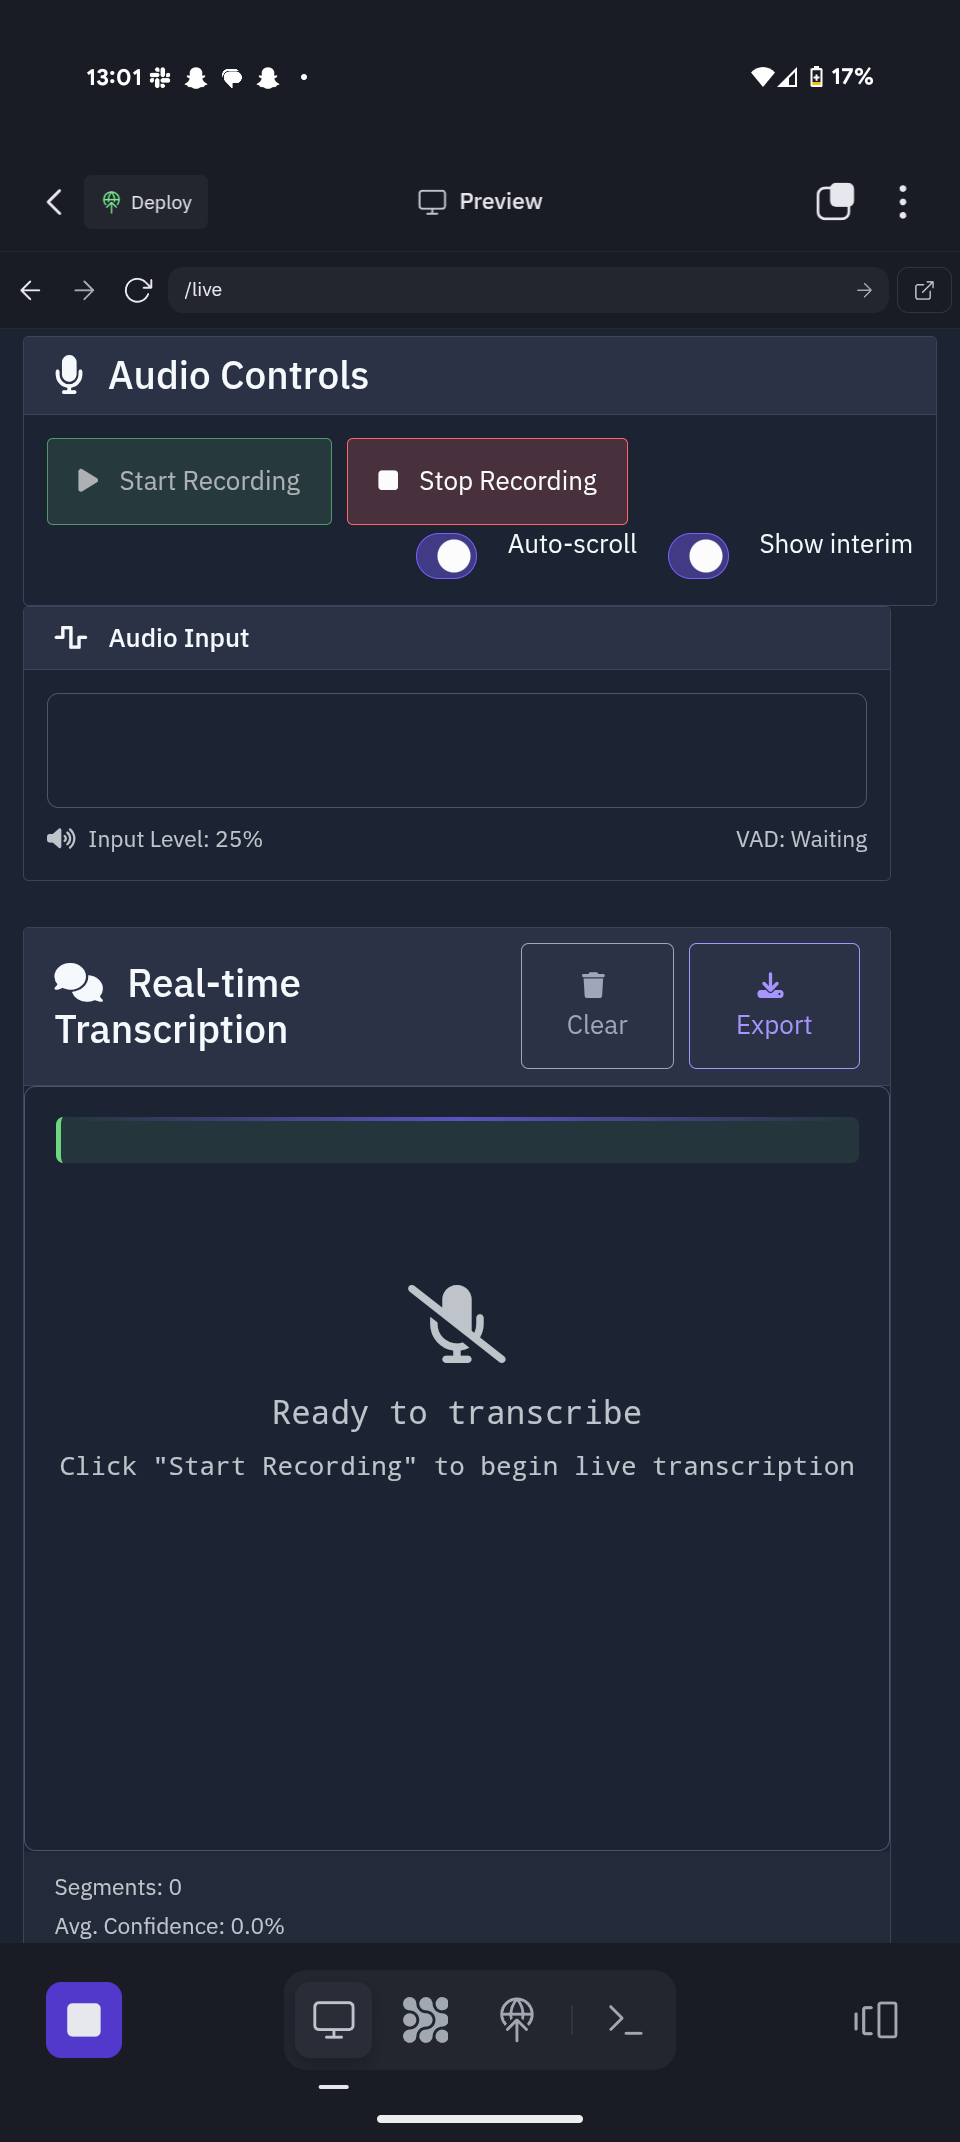 13:01
17%
Deploy
Preview
/live
Audio Controls
Start Recording
Stop Recording
Auto-scroll
Show interim
Audio Input
Input Level: 25%
VAD: Waiting
Real-time
Transcription
Clear
Export
Ready to transcribe
Click "Start Recording" to begin live transcription
Segments: 0
Avg. Confidence: 0.0%